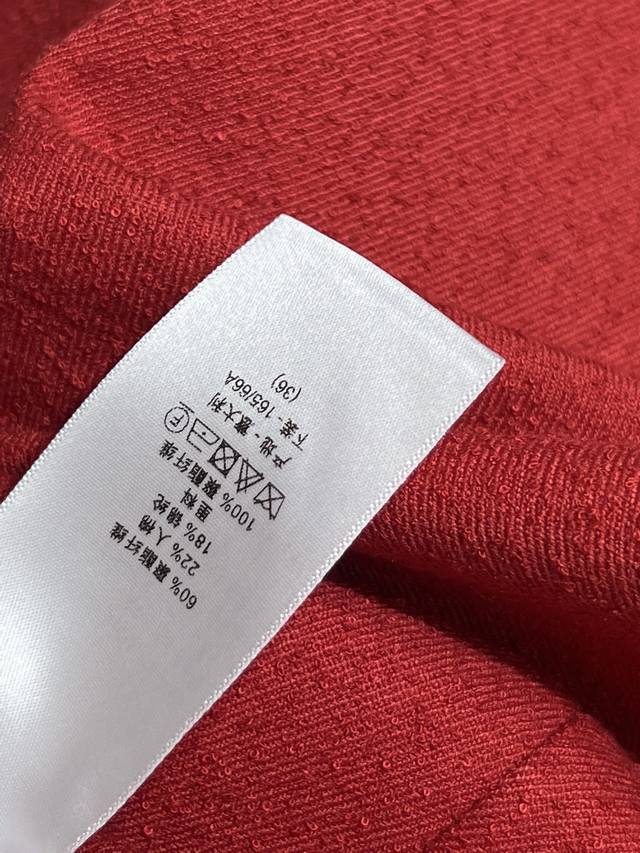 60% 聚酯纤维
22% 人棉
18% 锦纶
里料
100% 聚酯纤维
F
产地-意大利
下装-165/66A
(36)